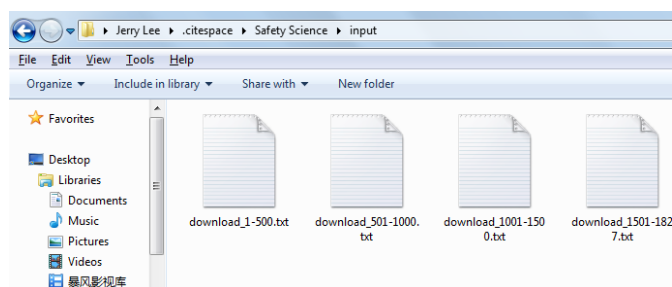 Jerry Lee ▸ .citespace ▸ Safety Science ▸ input
File Edit View Tools Help
Organize Include in library Share with New folder
Favorites
Desktop
Libraries
Documents
Music
Pictures
Videos
暴风影视库
download_1-500.txt
download_501-1000.
txt
download_1001-150
0.txt
download_1501-182
7.txt